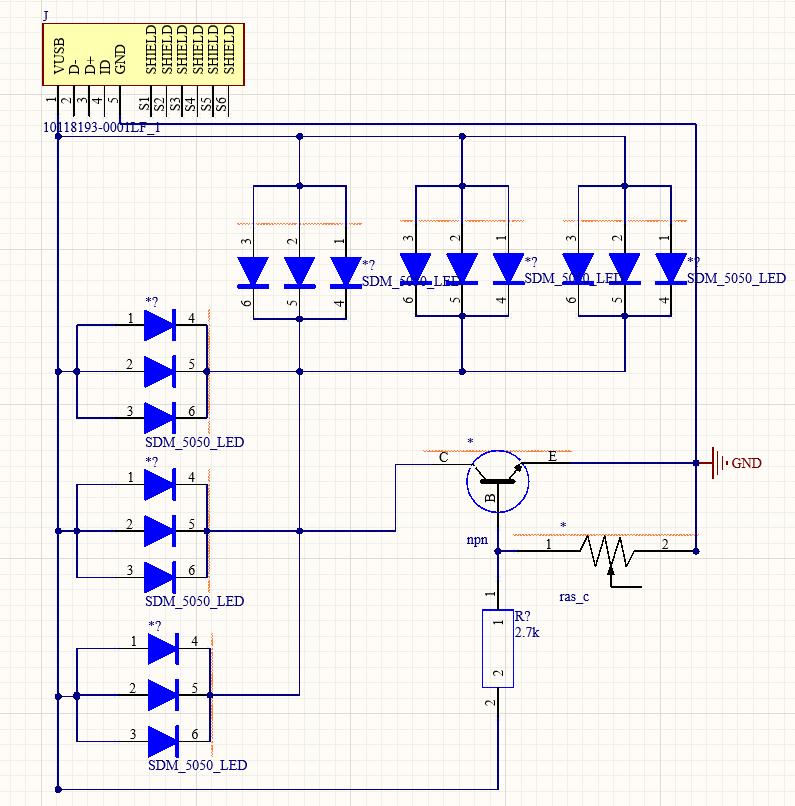 J
VUSB
D-
D+
ID
GND
SHIELD
SHIELD
SHIELD
SHIELD
SHIELD
SHIELD
1
2
3
4
5
S1
S2
S3
S4
S5
S6
10118193-0001LF_1
3
2
1
*?
SDM_5050_LED
6
5
4
3
2
1
*?
SDM_5050_LED
6
5
4
3
2
1
*?
SDM_5050_LED
6
5
4
*?
1
4
2
5
3
6
SDM_5050_LED
*?
1
4
2
5
3
6
SDM_5050_LED
*?
1
4
2
5
3
6
SDM_5050_LED
*
C
E
B
npn
GND
*
1
2
ras_c
1
1
R?
2.7k
2
2